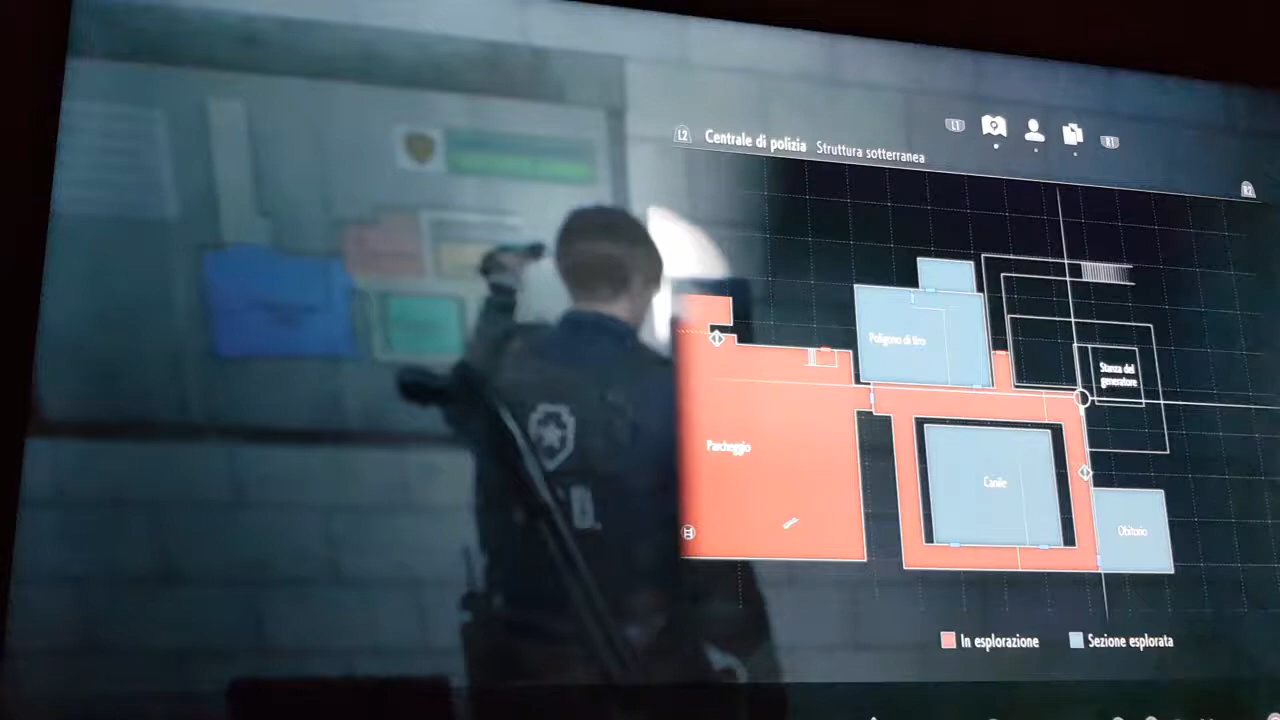 L2 Centrale di polizia Struttura sotterranea
L1
R1
R2
Poligono di tiro
Stanza del
generatore
Parcheggio
Canile
Obitorio
In esplorazione
Sezione esplorata